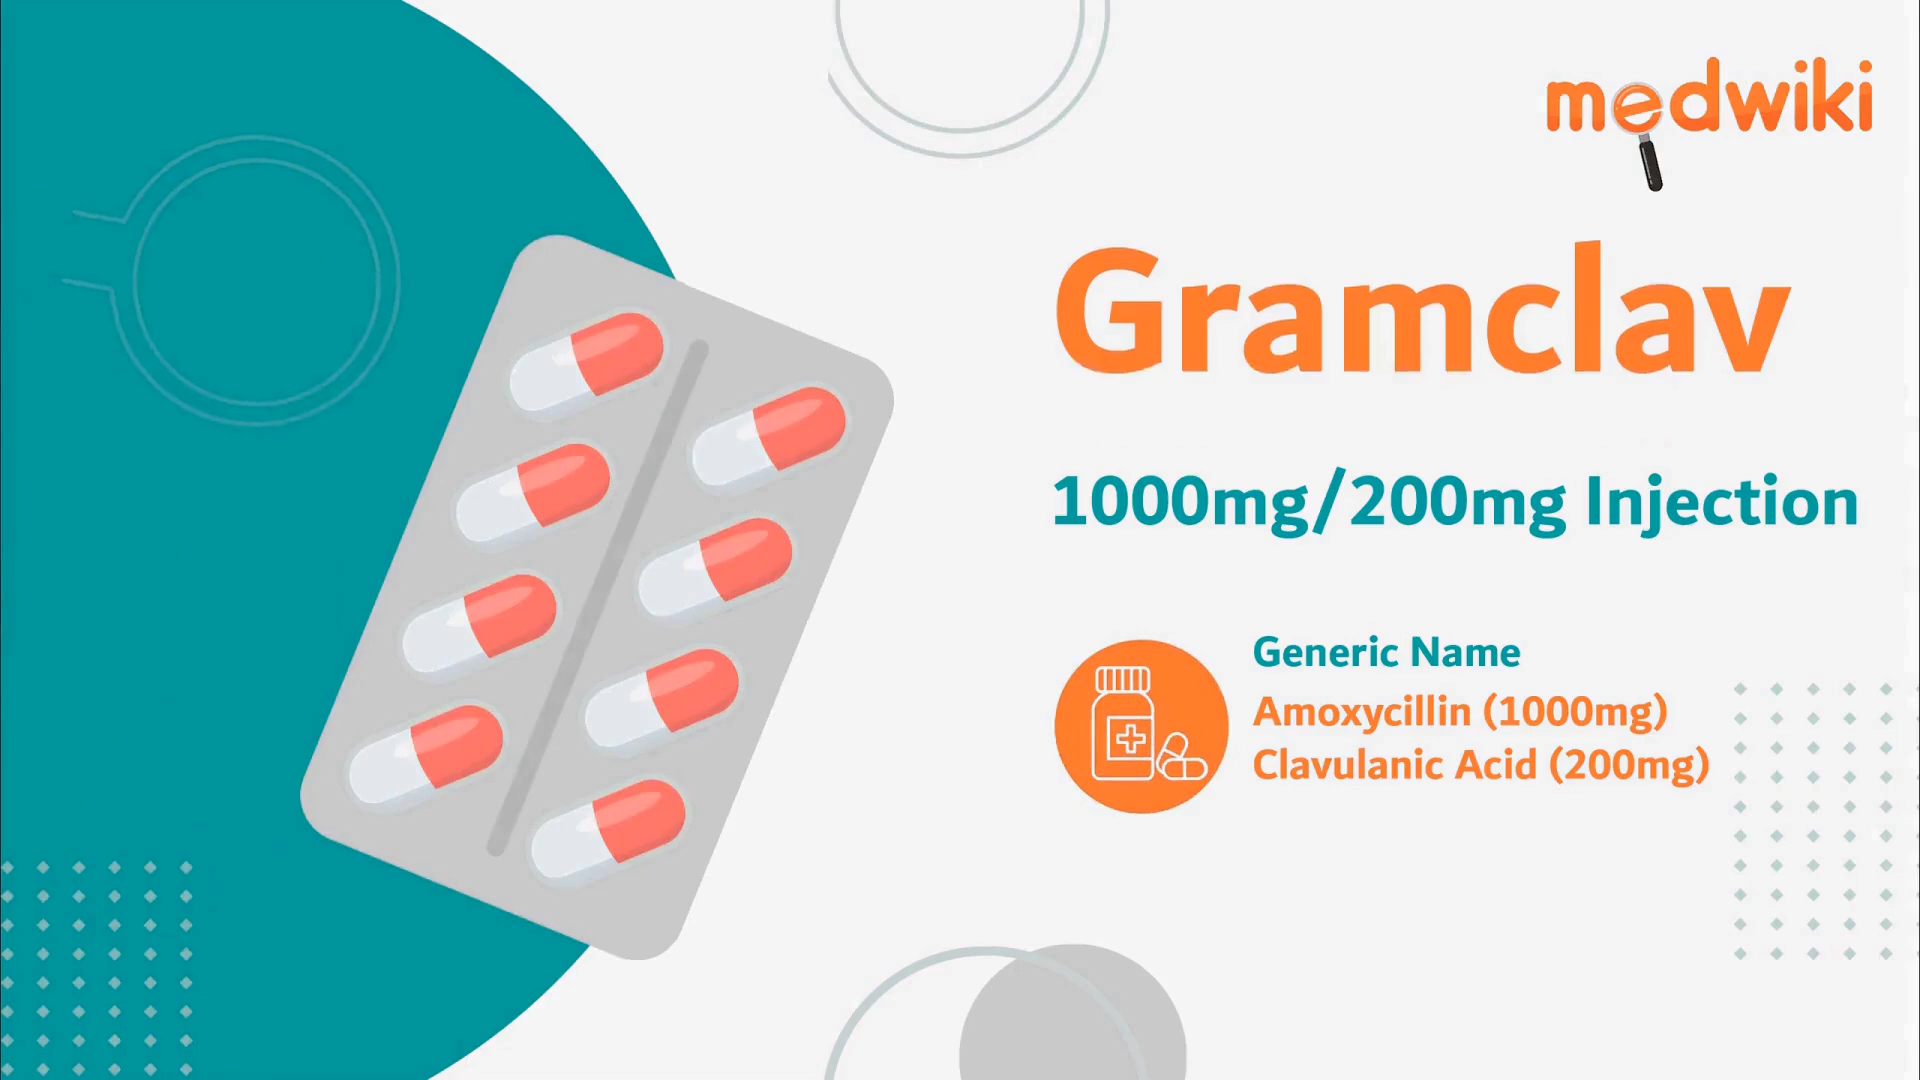 medwiki
Gramclav
1000mg/200mg Injection
Generic Name
Amoxycillin (1000mg)
Clavulanic Acid (200mg)